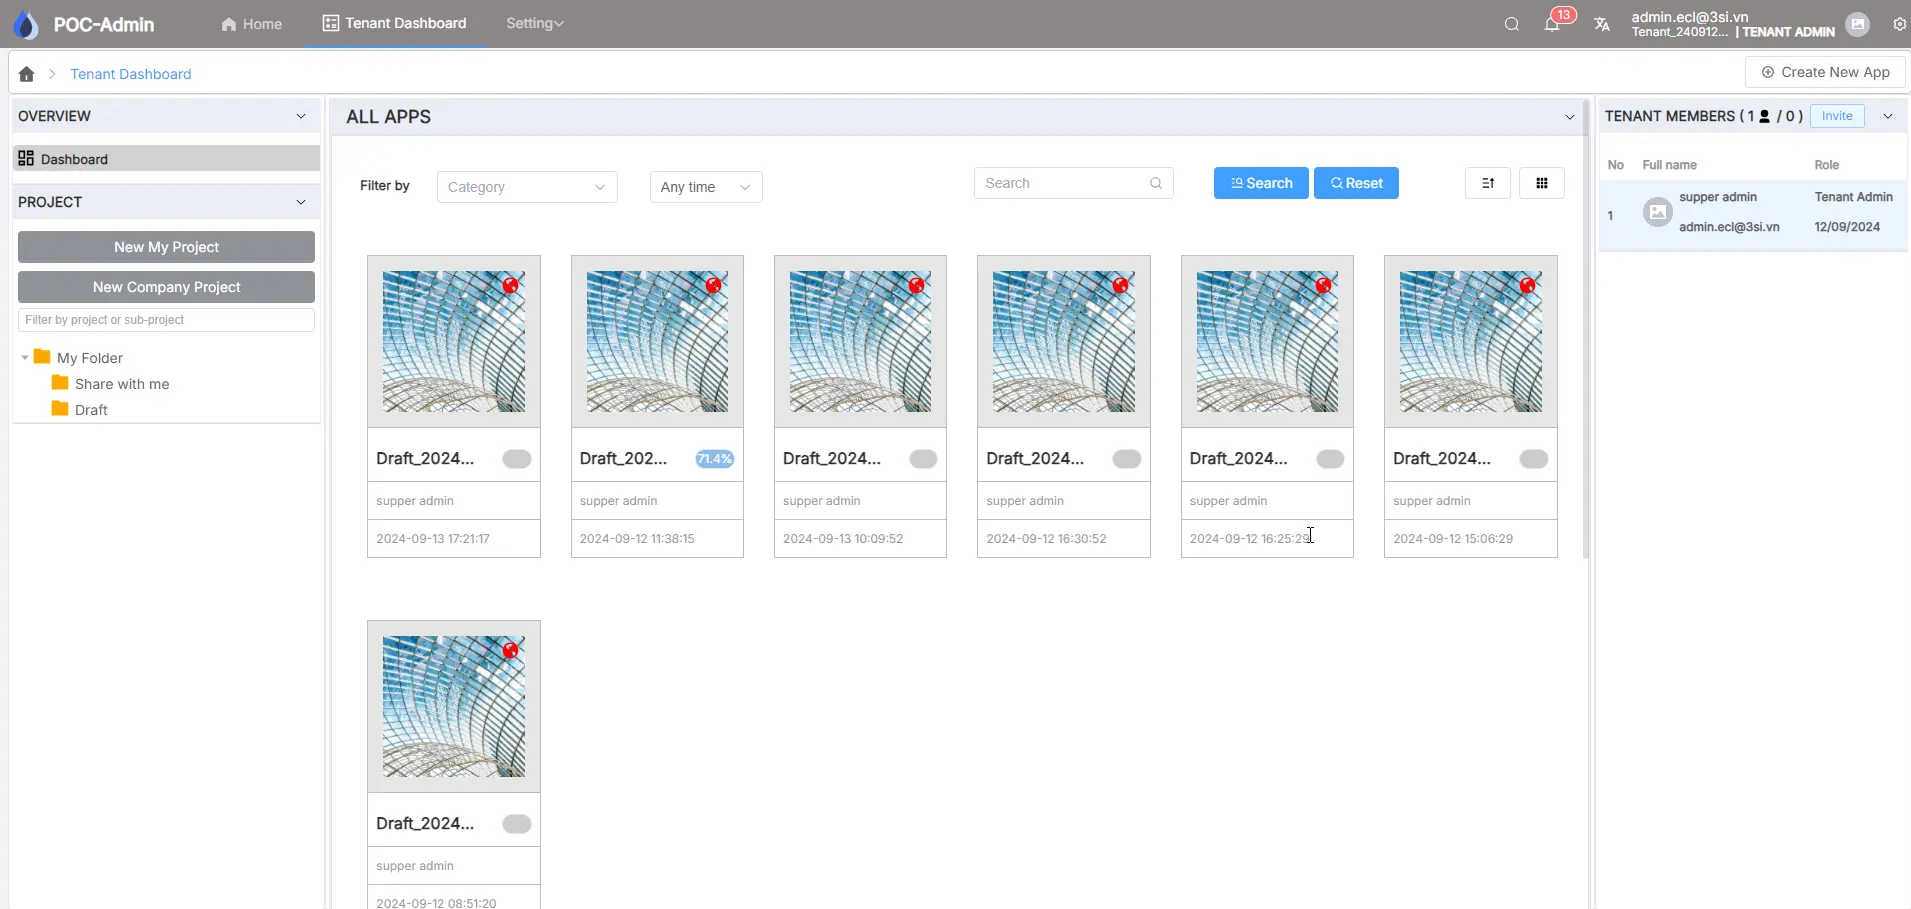 POC-Admin
Home
Tenant Dashboard
Setting
13
admin.ecl@3si.vn
Tenant_240912... | TENANT ADMIN
Tenant Dashboard
Create New App
OVERVIEW
Dashboard
PROJECT
New My Project
New Company Project
Filter by project or sub-project
My Folder
Share with me
Draft
ALL APPS
Filter by
Category
Any time
Search
Search
Reset
Draft_2024...
supper admin
2024-09-13 17:21:17
Draft_202...
71.4%
supper admin
2024-09-12 11:38:15
Draft_2024...
supper admin
2024-09-13 10:09:52
Draft_2024...
supper admin
2024-09-12 16:30:52
Draft_2024...
supper admin
2024-09-12 16:25:29
Draft_2024...
supper admin
2024-09-12 15:06:29
Draft_2024...
supper admin
2024-09-12 08:51:20
TENANT MEMBERS ( 1 / 0 )
Invite
No Full name Role
1
supper admin Tenant Admin
admin.ecl@3si.vn 12/09/2024